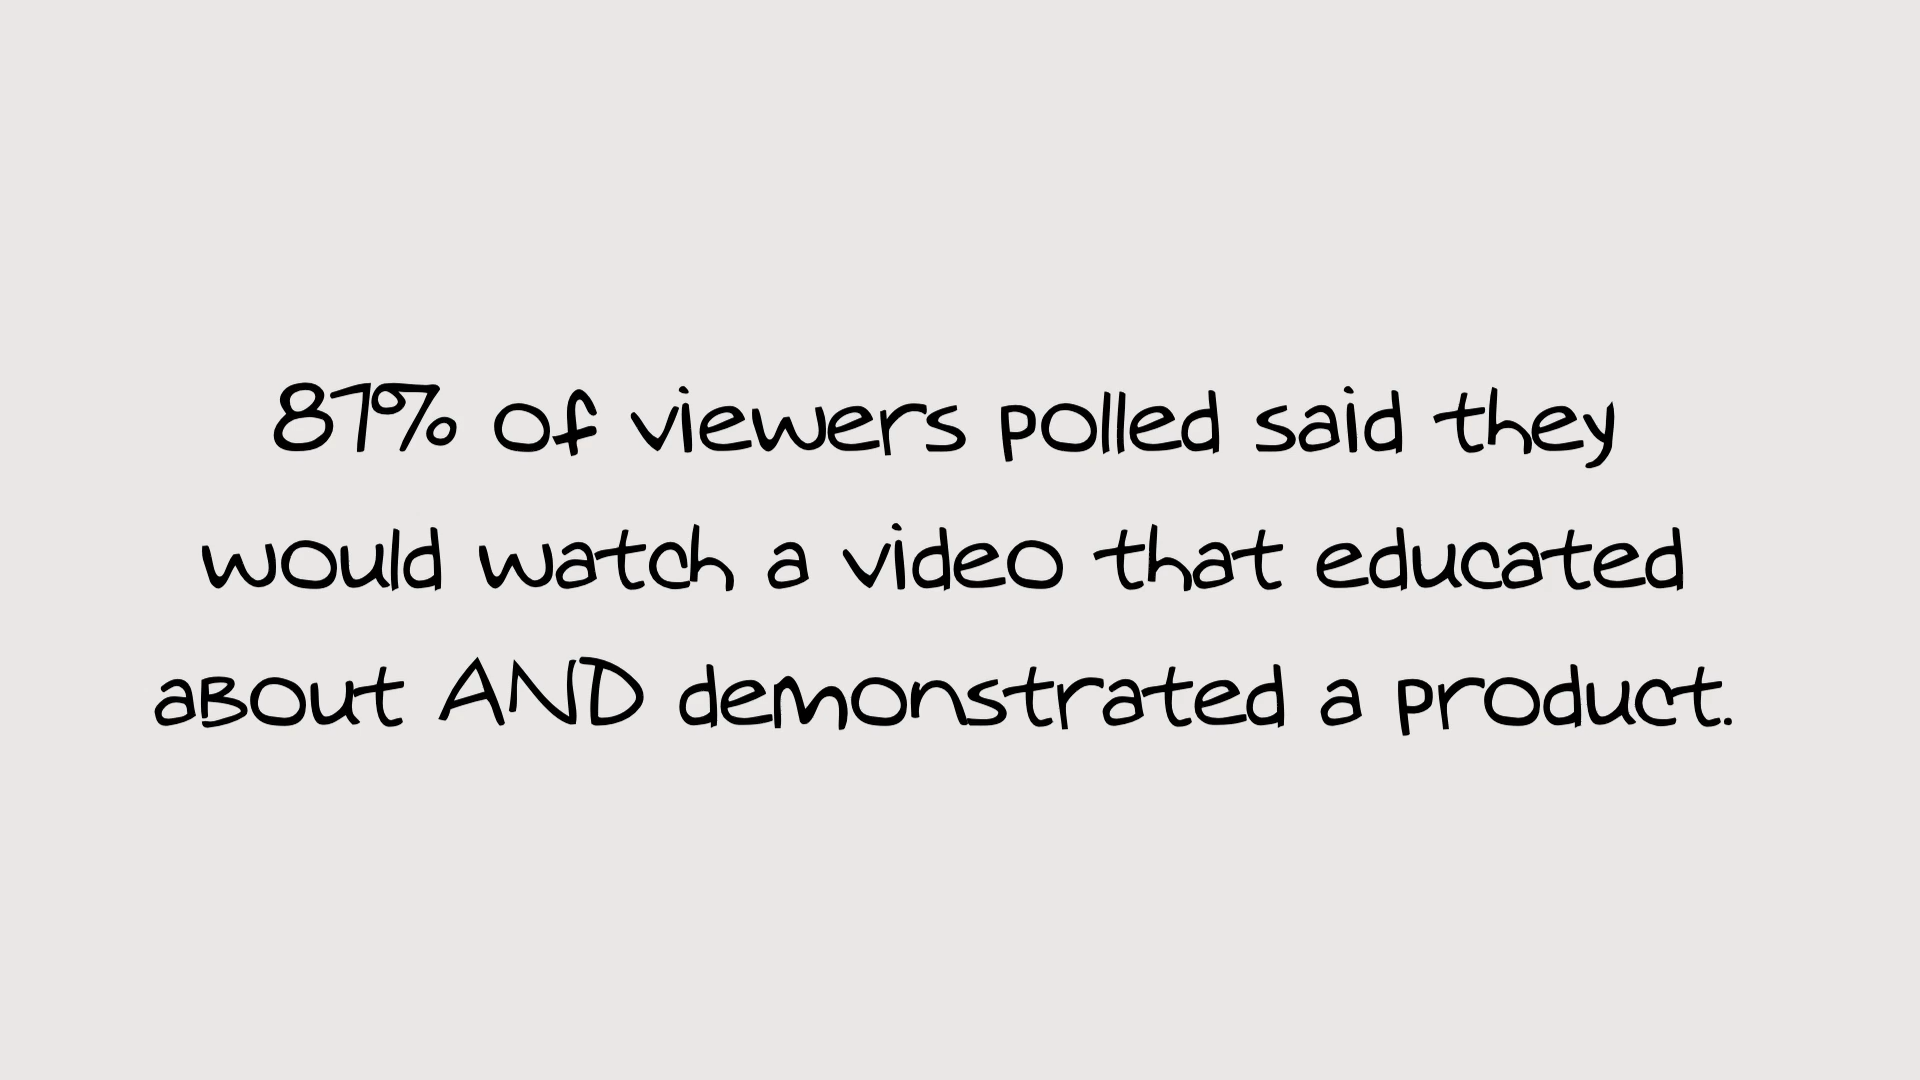 87% of viewers polled said they
would watch a video that educated
about AND demonstrated a product.